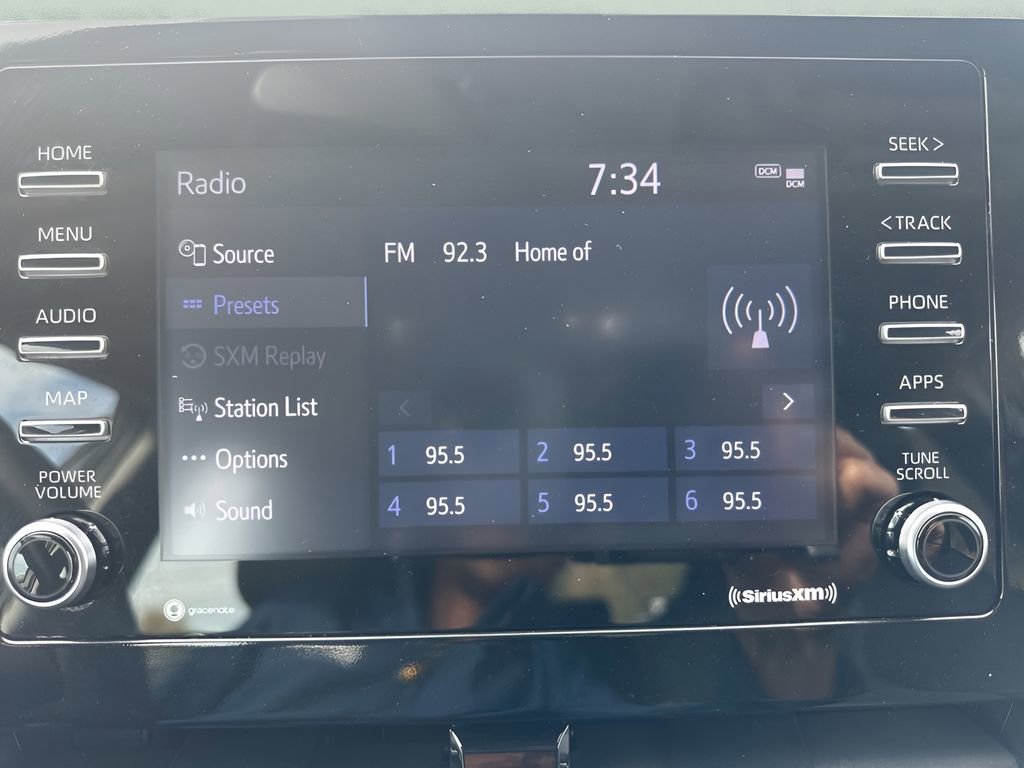 HOME
MENU
AUDIO
MAP
POWER
VOLUME
Radio
7:34
DCM
DCM
Source
Presets
SXM Replay
Station List
Options
Sound
FM 92.3 Home of
1 95.5 2 95.5 3 95.5
4 95.5 5 95.5 6 95.5
gracenote
((SiriusXM))
SEEK >
< TRACK
PHONE
APPS
TUNE
SCROLL